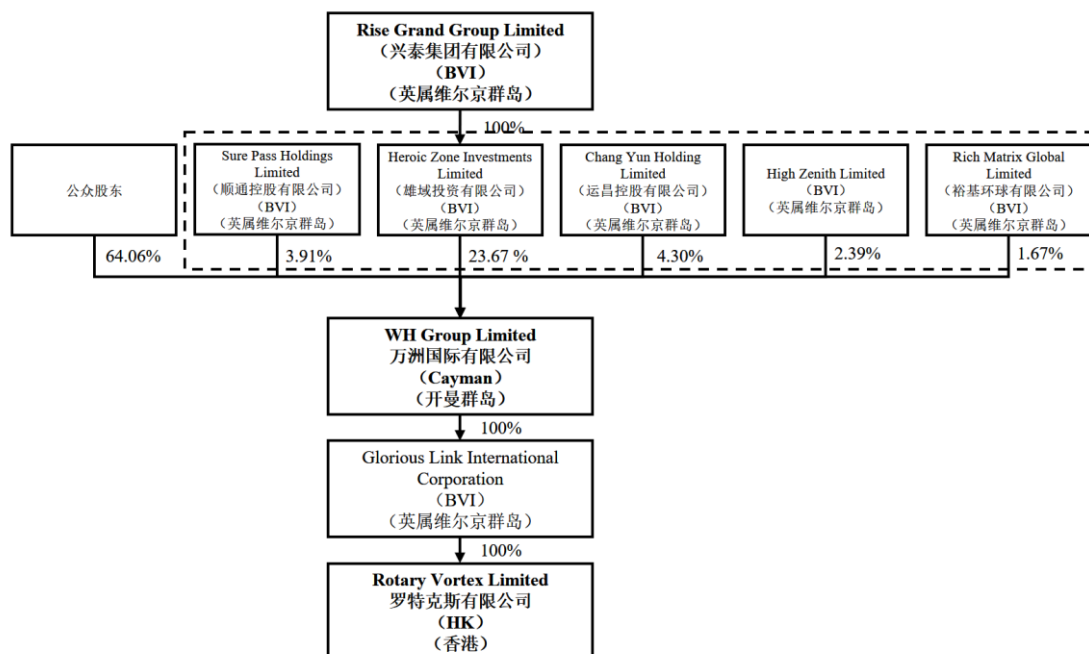 Rise Grand Group Limited
（兴泰集团有限公司）
（BVI）
（英属维尔京群岛）
100%
公众股东
Sure Pass Holdings
Limited
（顺通控股有限公司）
（BVI）
（英属维尔京群岛）
Heroic Zone Investments
Limited
（雄域投资有限公司）
（BVI）
（英属维尔京群岛）
Chang Yun Holding
Limited
（运昌控股有限公司）
（BVI）
（英属维尔京群岛）
High Zenith Limited
（BVI）
（英属维尔京群岛）
Rich Matrix Global
Limited
（裕基环球有限公司）
（BVI）
（英属维尔京群岛）
64.06%
3.91%
23.67 %
4.30%
2.39%
1.67%
WH Group Limited
万洲国际有限公司
（Cayman）
（开曼群岛）
100%
Glorious Link International
Corporation
（BVI）
（英属维尔京群岛）
100%
Rotary Vortex Limited
罗特克斯有限公司
（HK）
（香港）